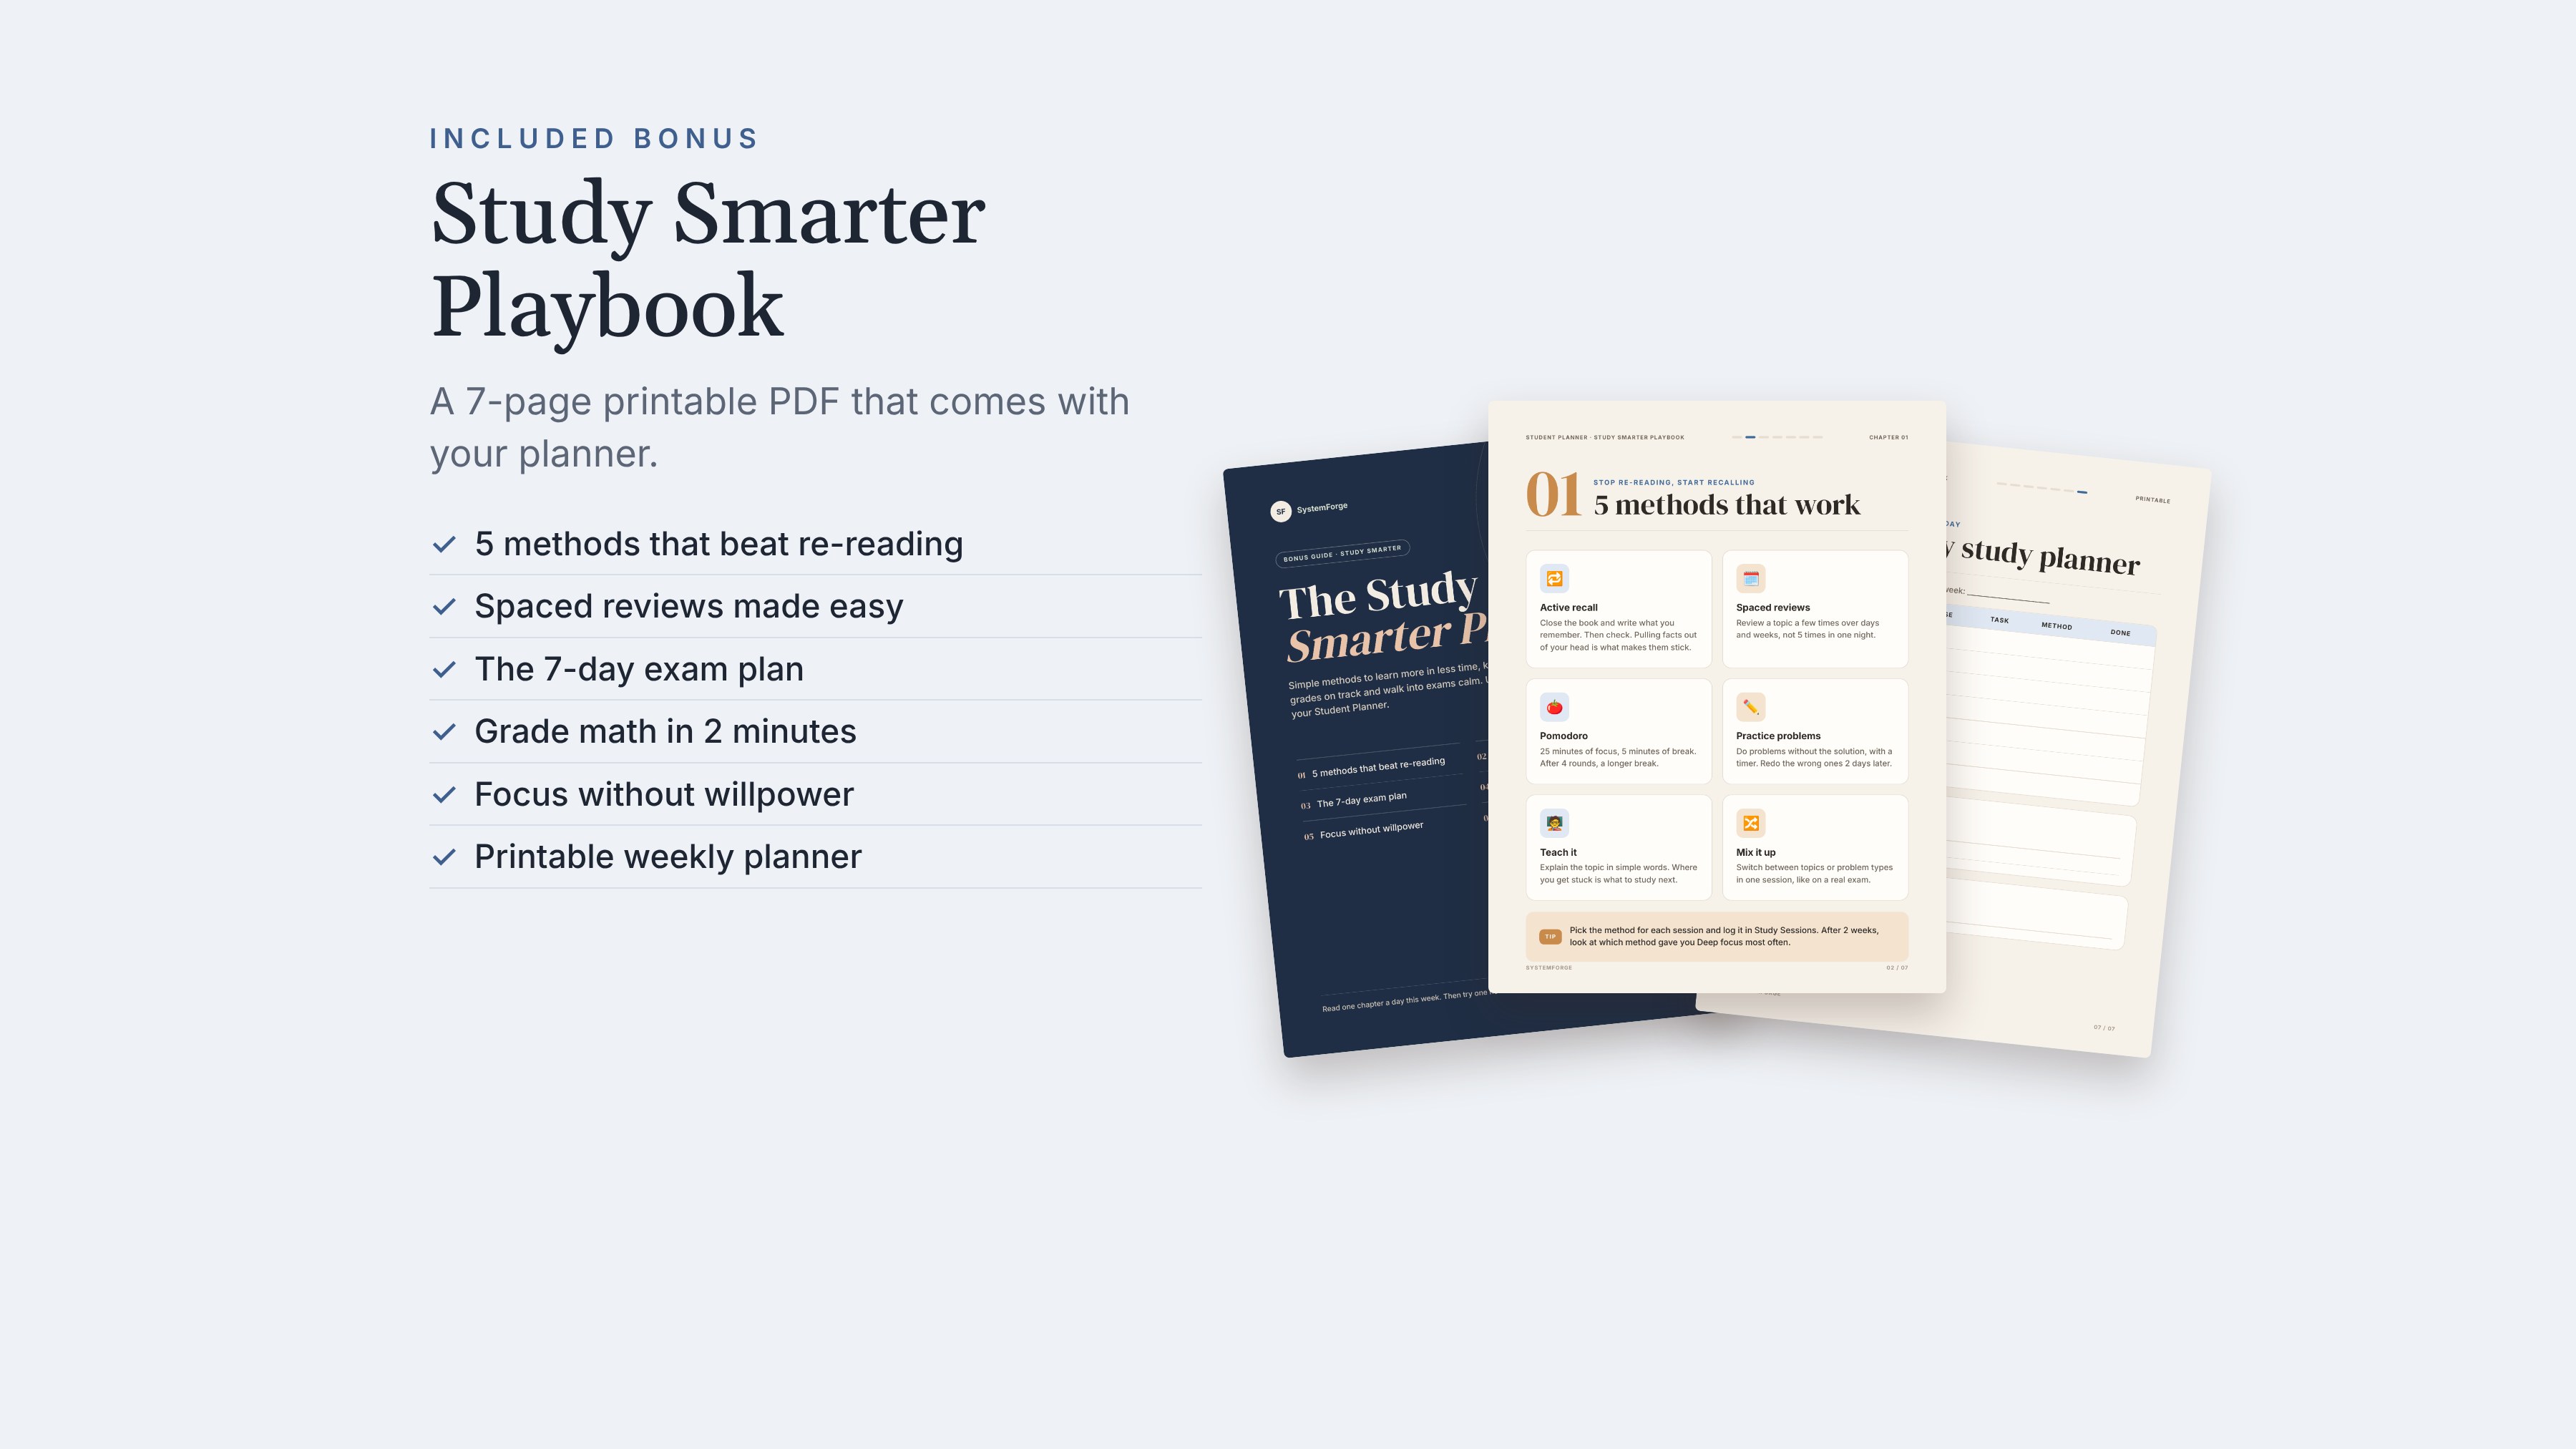 INCLUDED BONUS
Study Smarter
Playbook
A 7-page printable PDF that comes with
your planner.
5 methods that beat re-reading
Spaced reviews made easy
The 7-day exam plan
Grade math in 2 minutes
Focus without willpower
Printable weekly planner
SF SystemForge
BONUS GUIDE · STUDY SMARTER
The Study
Smarter
Simple methods to learn more in less time,
grades on track and walk into exams calm.
your Student Planner.
01 5 methods that beat re-reading
02
03 The 7-day exam plan
05 Focus without willpower
Read one chapter a day this week. Then try one
STUDENT PLANNER · STUDY SMARTER PLAYBOOK
CHAPTER 01
01
STOP RE-READING, START RECALLING
5 methods that work
Active recall
Close the book and write what you
remember. Then check. Pulling facts out
of your head is what makes them stick.
Spaced reviews
Review a topic a few times over days
and weeks, not 5 times in one night.
Pomodoro
25 minutes of focus, 5 minutes of break.
After 4 rounds, a longer break.
Practice problems
Do problems without the solution, with a
timer. Redo the wrong ones 2 days later.
Teach it
Explain the topic in simple words. Where
you get stuck is what to study next.
Mix it up
Switch between topics or problem types
in one session, like on a real exam.
TIP
Pick the method for each session and log it in Study Sessions. After 2 weeks,
look at which method gave you Deep focus most often.
SYSTEMFORGE
02 / 07
PRINTABLE
study planner
week:
TASK METHOD DONE
07 / 07